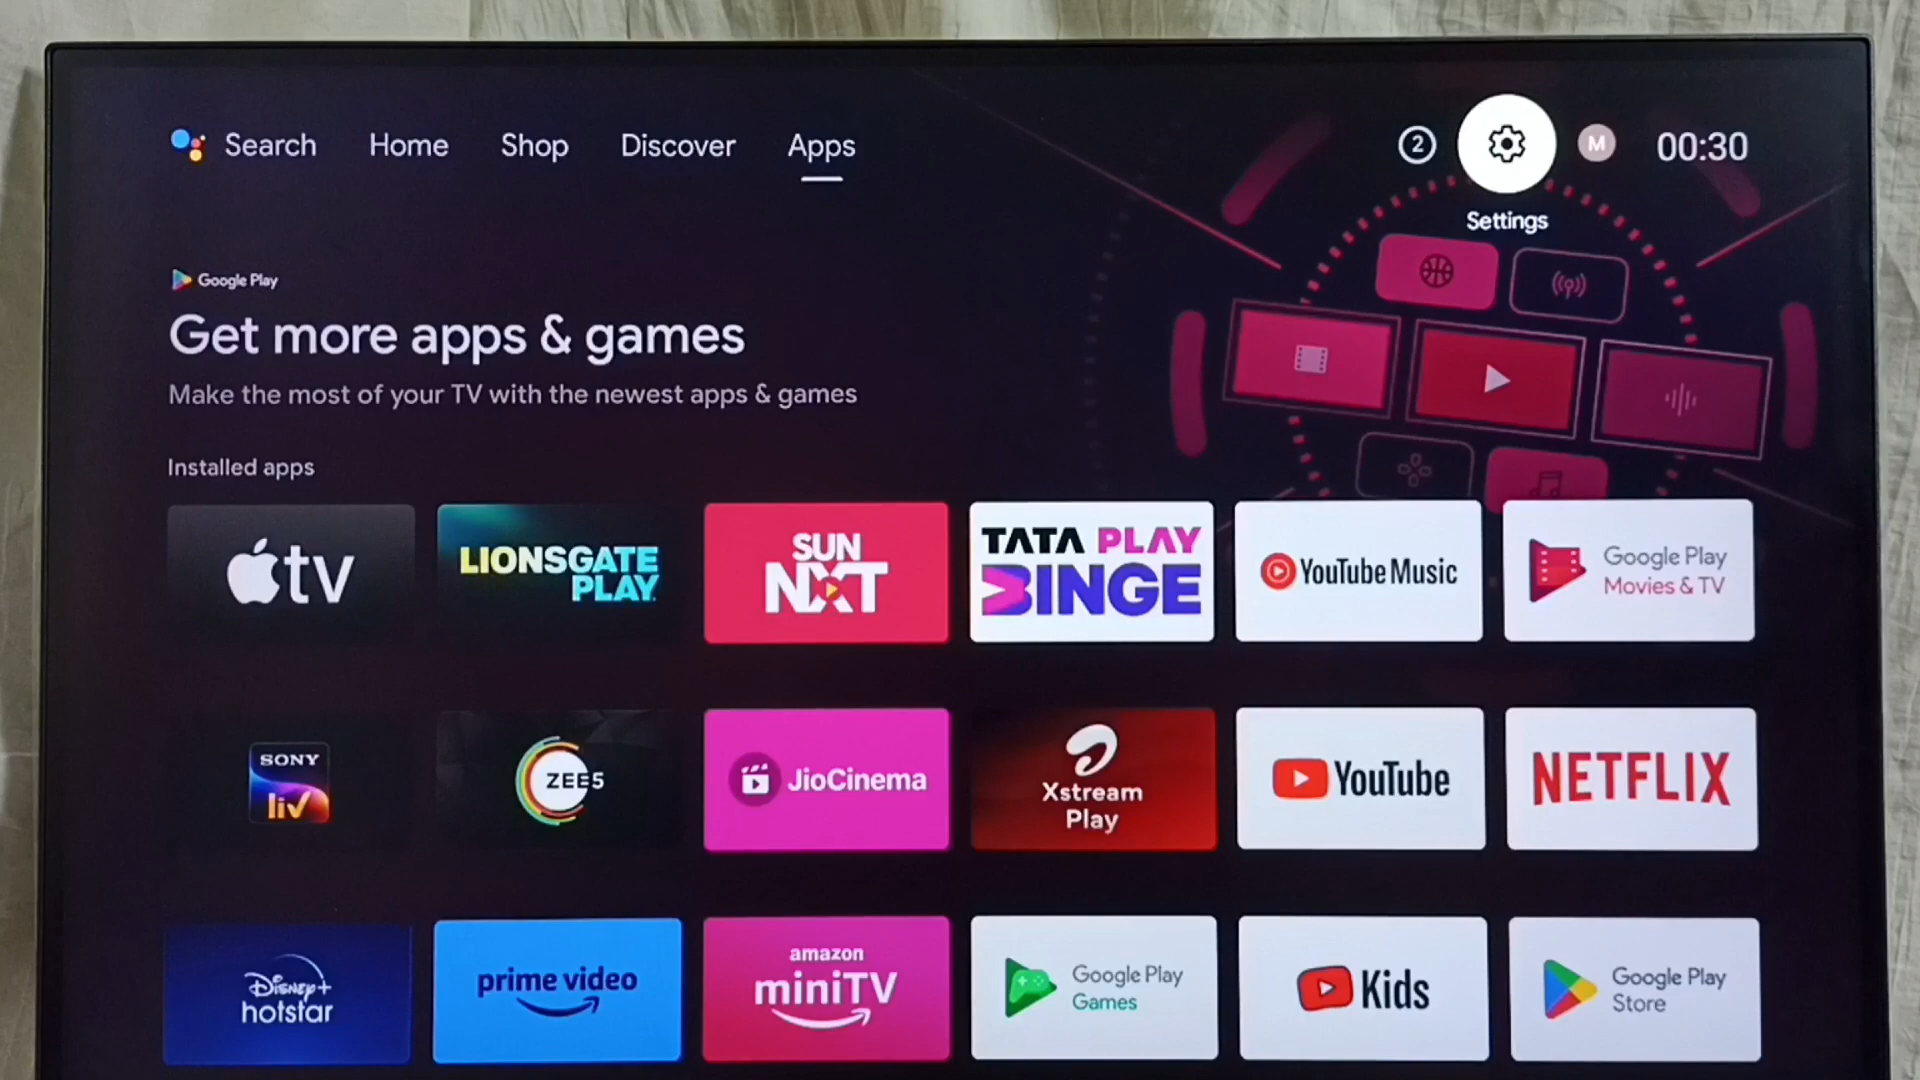 Search Home Shop Discover Apps 2 M 00:30
Settings
Google Play
Get more apps & games
Make the most of your TV with the newest apps & games
Installed apps
tv
LIONSGATE
PLAY
SUN
NXT
TATA PLAY
BINGE
YouTube Music
Google Play
Movies & TV
SONY
liv
ZEE5
JioCinema
Xstream
Play
YouTube
NETFLIX
Disney+
hotstar
prime video
amazon
miniTV
Google Play
Games
Kids
Google Play
Store